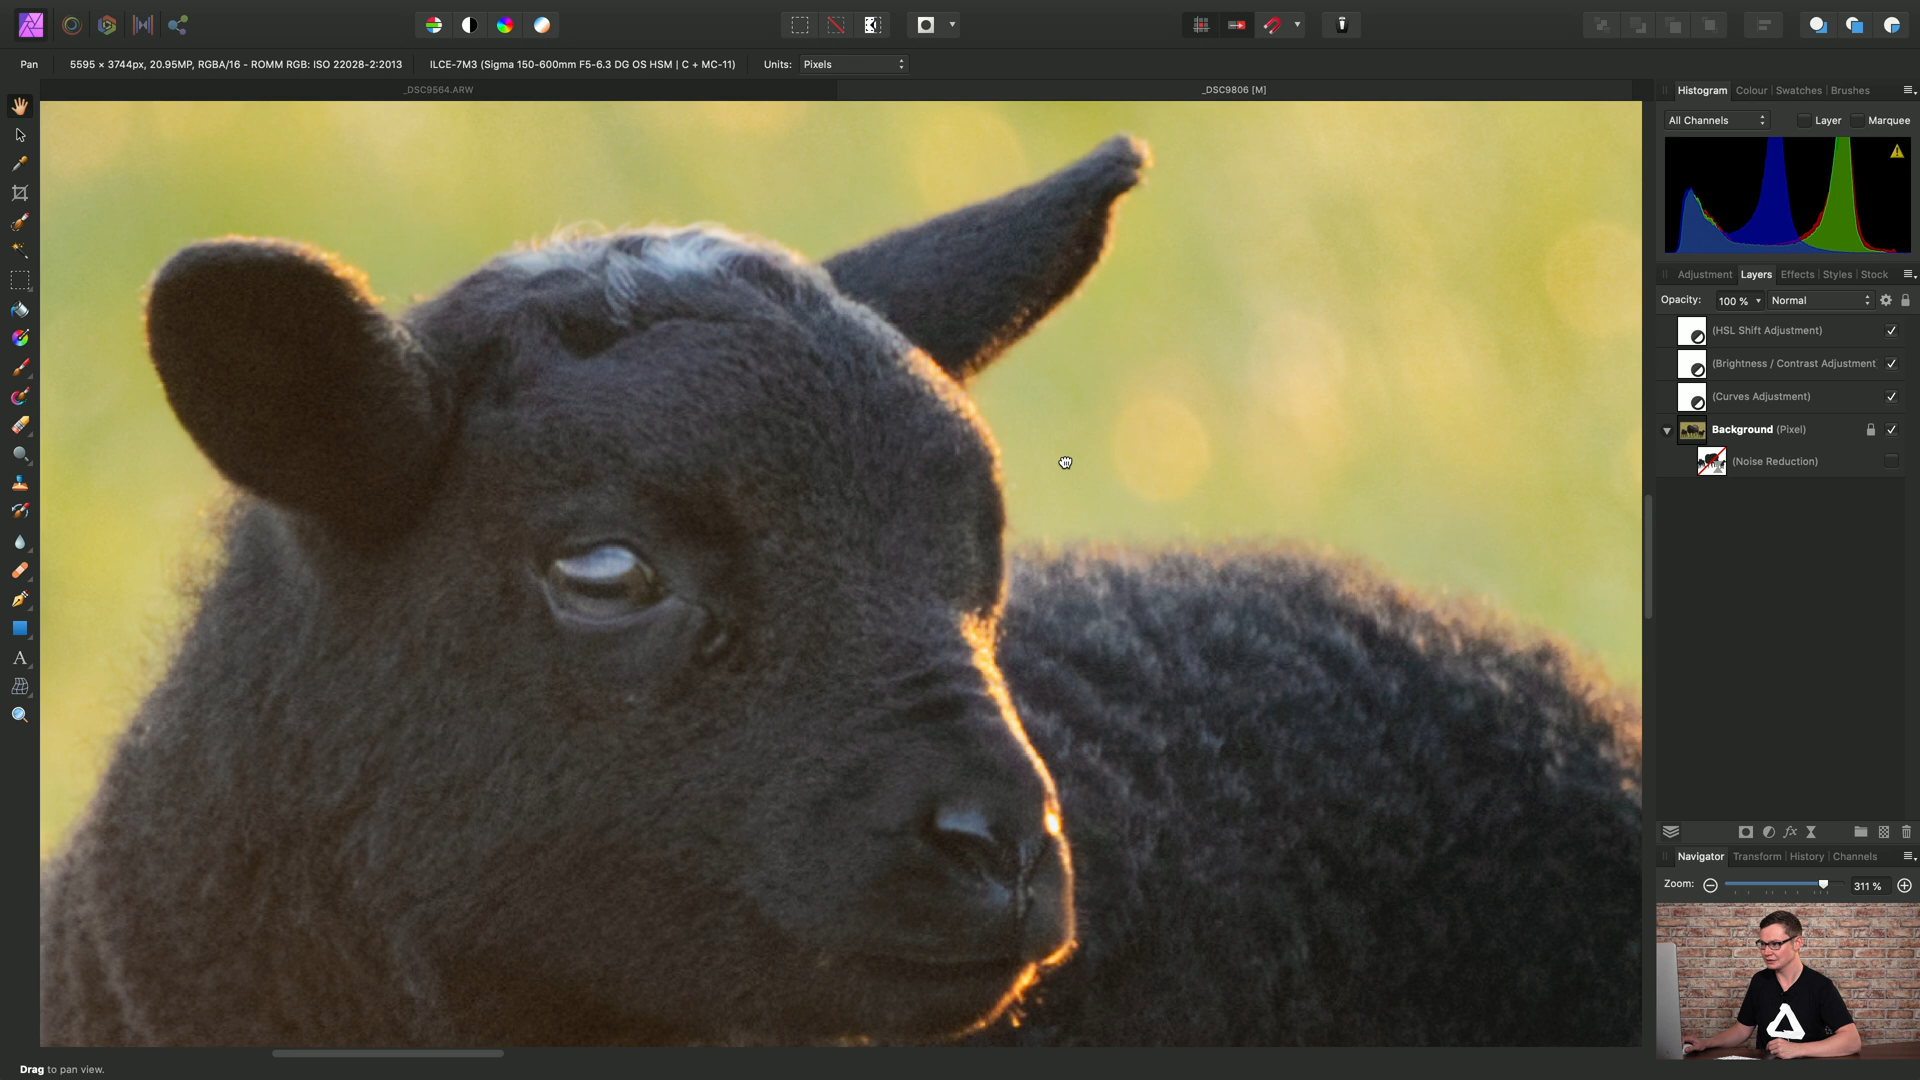 Pan
5595 × 3744px, 20.95MP, RGBA/16 - ROMM RGB: ISO 22028-2:2013
ILCE-7M3 (Sigma 150-600mm F5-6.3 DG OS HSM | C + MC-11)
Units:
Pixels
_DSC9564.ARW
_DSC9806 [M]
Histogram
Colour
Swatches
Brushes
All Channels
Layer
Marquee
Adjustment
Layers
Effects
Styles
Stock
Opacity:
100 %
Normal
(HSL Shift Adjustment)
(Brightness / Contrast Adjustment
(Curves Adjustment)
Background (Pixel)
(Noise Reduction)
fx
Navigator
Transform
History
Channels
Zoom:
311 %
A
Drag to pan view.